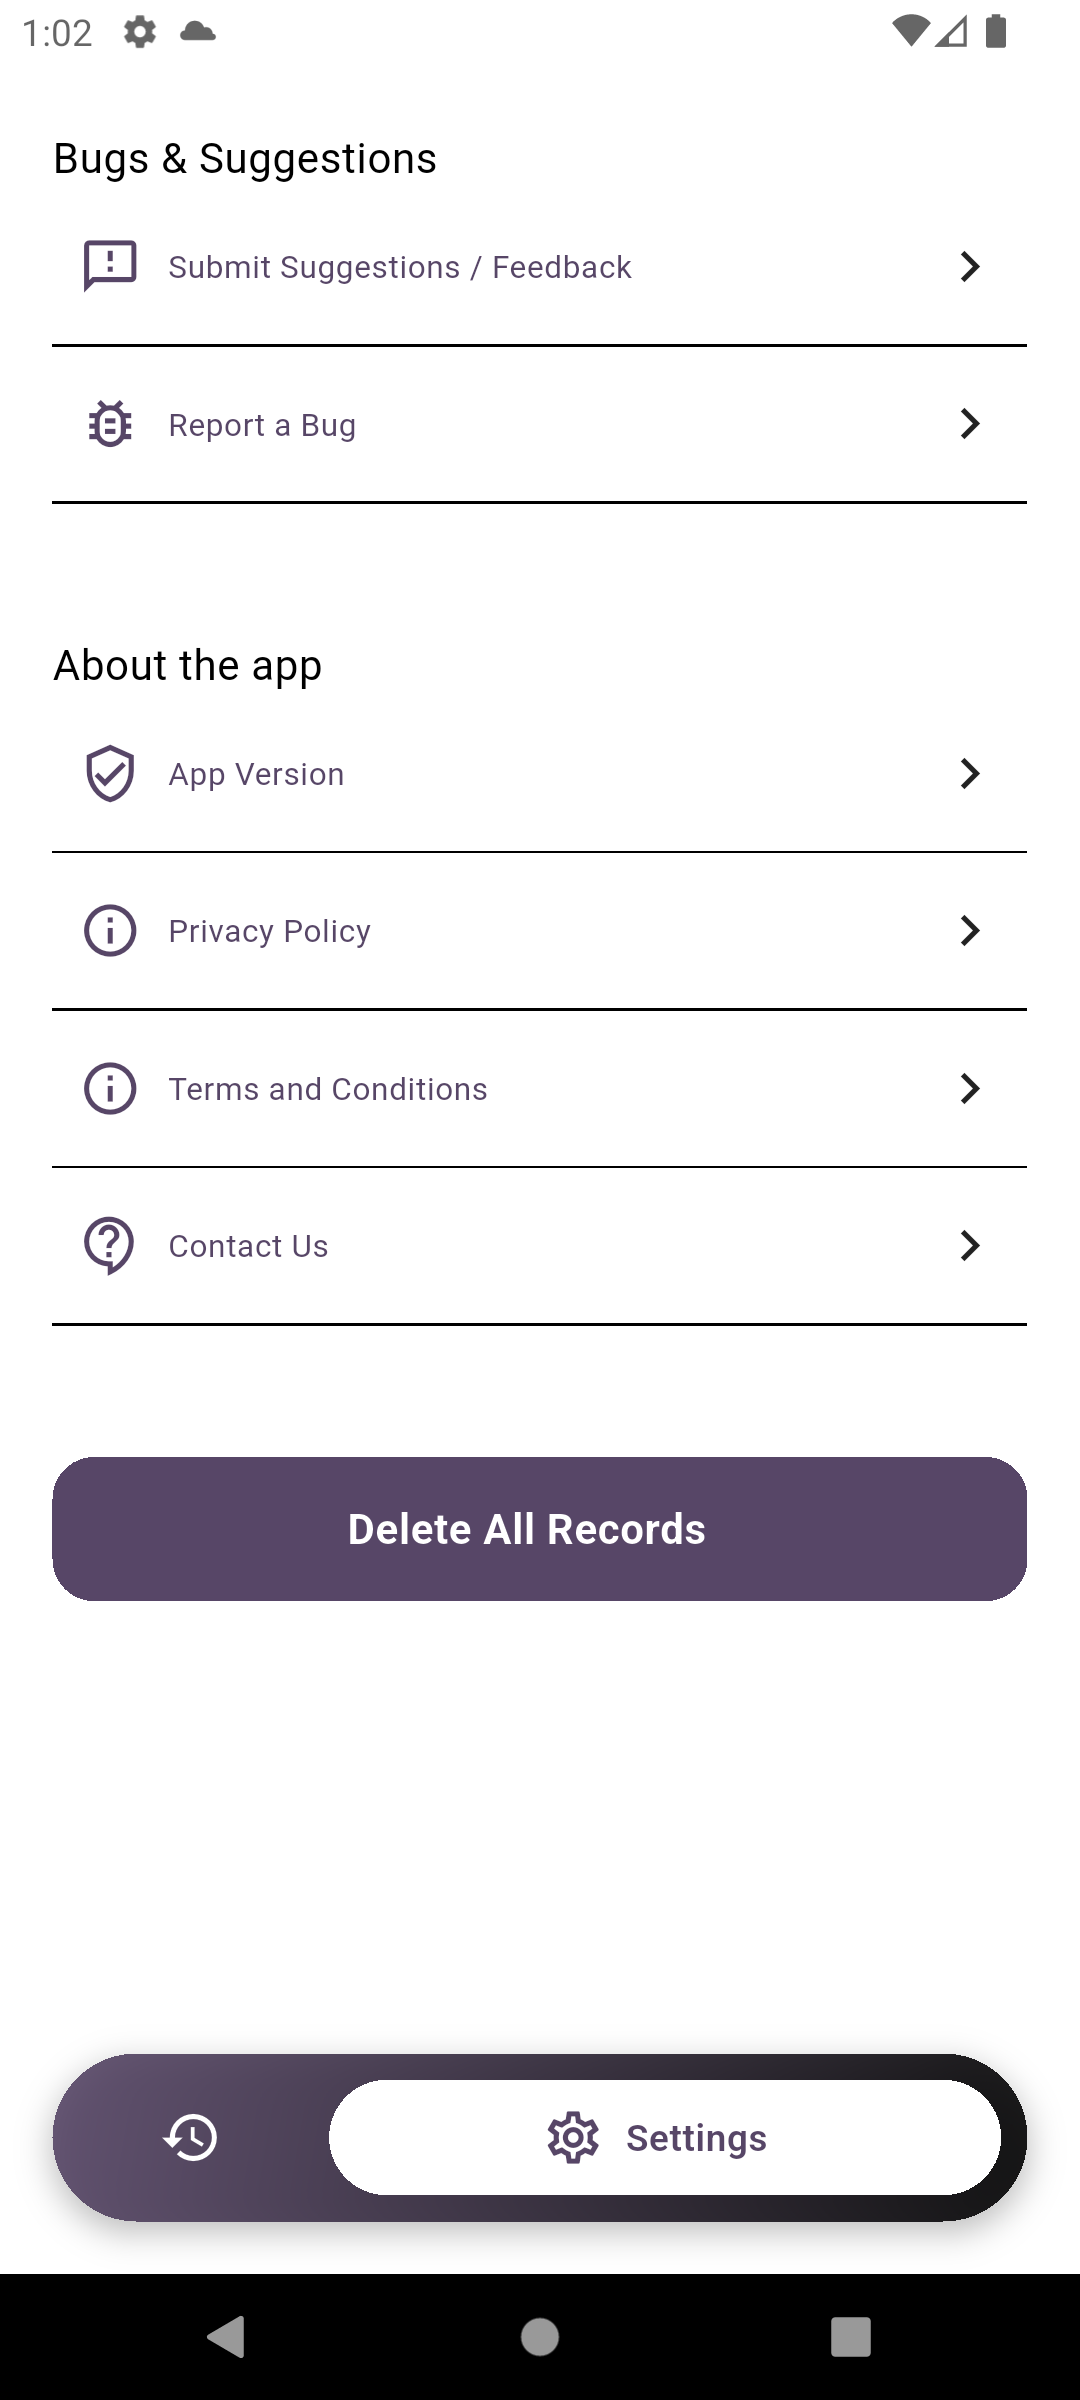 1:02
Bugs & Suggestions
Submit Suggestions / Feedback
Report a Bug
About the app
App Version
Privacy Policy
Terms and Conditions
Contact Us
Delete All Records
Settings